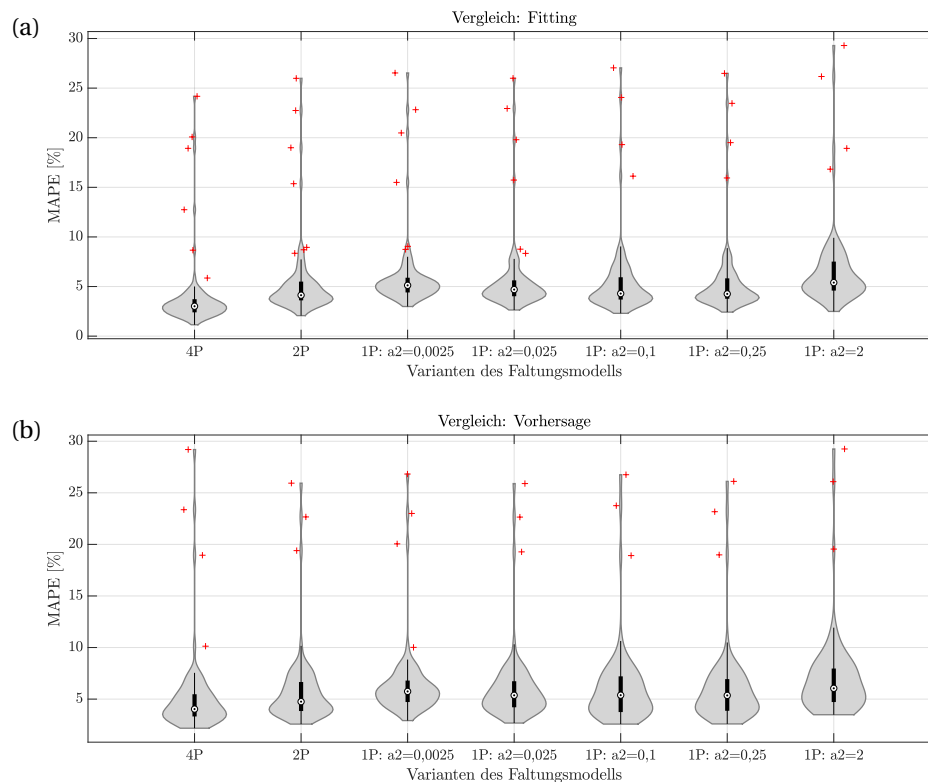 (a)
Vergleich: Fitting
MAPE [%]
30
25
20
15
10
5
0
4P 2P 1P: a2=0,0025 1P: a2=0,025 1P: a2=0,1 1P: a2=0,25 1P: a2=2
Varianten des Faltungsmodells
(b)
Vergleich: Vorhersage
MAPE [%]
30
25
20
15
10
5
4P 2P 1P: a2=0,0025 1P: a2=0,025 1P: a2=0,1 1P: a2=0,25 1P: a2=2
Varianten des Faltungsmodells